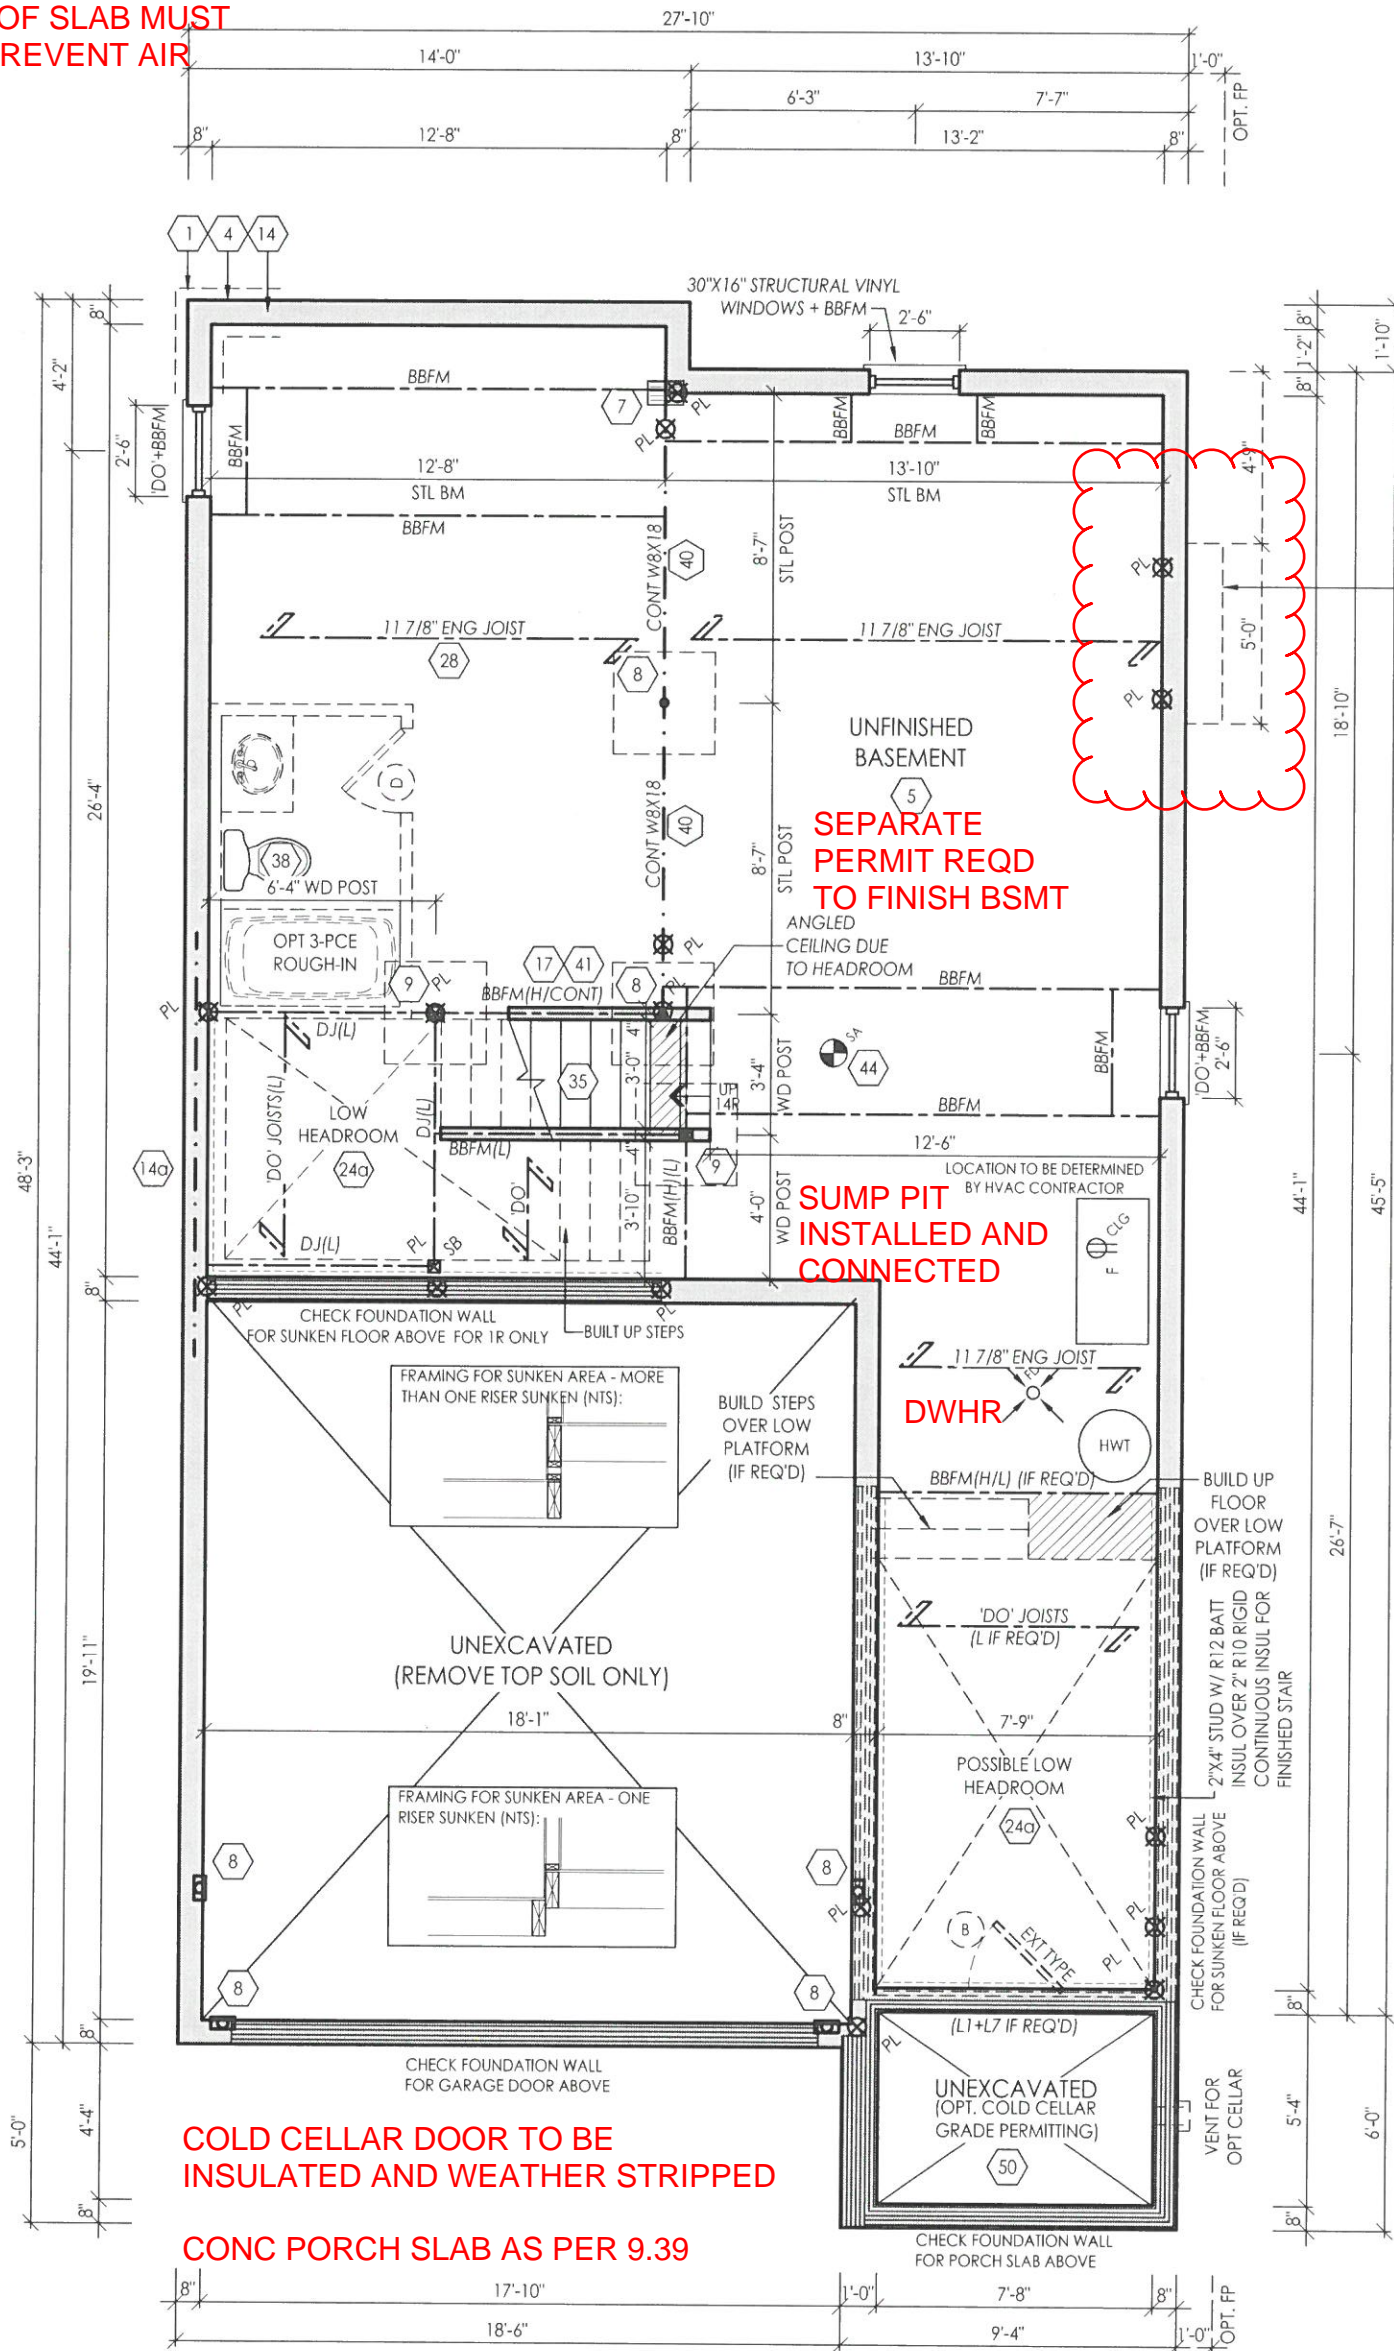 OF SLAB MUST
REVENT AIR
27'-10"
14'-0"
13'-10"
1'-0"
6'-3"
7'-7"
OPT. FP
8"
12'-8"
8"
13'-2"
8"
1
4
14
30"X16" STRUCTURAL VINYL
WINDOWS + BBFM
2'-6"
8"
4'-2"
8"
1'-2"
8"
1'-10"
BBFM
7
PL
PL
BBFM
BBFM
BBFM
2'-6"
'DO'+BBFM
BBFM
12'-8"
STL BM
13'-10"
STL BM
BBFM
4'-9"
CONT W8X18
40
8'-7"
STL POST
PL
11 7/8" ENG JOIST
28
11 7/8" ENG JOIST
5'-0"
8
PL
18'-10"
UNFINISHED
BASEMENT
5
D
26'-4"
CONT W8X18
40
8'-7"
STL POST
SEPARATE
PERMIT REQD
TO FINISH BSMT
38
6'-4" WD POST
OPT 3-PCE
ROUGH-IN
ANGLED
CEILING DUE
TO HEADROOM
17
41
9
PL
8
PL
PL
BBFM(H/CONT)
BBFM
PL
DJ(L)
'DO' JOISTS(L)
LOW
HEADROOM
24a
DJ(L)
35
4"
3'-0"
UP
14R
3'-4"
WD POST
SA
44
BBFM
BBFM
'DO'+BBFM
2'-6"
14a
48'-3"
44'-1"
BBFM(L)
4"
9
12'-6"
LOCATION TO BE DETERMINED
BY HVAC CONTRACTOR
'DO'
3'-10"
BBFM(H)(L)
4'-0"
WD POST
SUMP PIT
INSTALLED AND
CONNECTED
CLG
F
44'-1"
45'-5"
DJ(L)
PL
SB
8"
PL
PL
CHECK FOUNDATION WALL
FOR SUNKEN FLOOR ABOVE FOR 1R ONLY
BUILT UP STEPS
11 7/8" ENG JOIST
FD
FRAMING FOR SUNKEN AREA - MORE
THAN ONE RISER SUNKEN (NTS):
BUILD STEPS
OVER LOW
PLATFORM
(IF REQ'D)
DWHR
HWT
BBFM(H/L) (IF REQ'D)
BUILD UP
FLOOR
OVER LOW
PLATFORM
(IF REQ'D)
26'-7"
'DO' JOISTS
(L IF REQ'D)
UNEXCAVATED
(REMOVE TOP SOIL ONLY)
19'-11"
2"X4" STUD W/ R12 BATT
INSUL OVER 2" R10 RIGID
CONTINUOUS INSUL FOR
FINISHED STAIR
18'-1"
8"
7'-9"
POSSIBLE LOW
HEADROOM
24a
FRAMING FOR SUNKEN AREA - ONE
RISER SUNKEN (NTS):
8
8
PL
PL
PL
CHECK FOUNDATION WALL
FOR SUNKEN FLOOR ABOVE
(IF REQ'D)
B
EXT TYPE
PL
8
8
8"
8"
(L1+L7 IF REQ'D)
PL
CHECK FOUNDATION WALL
FOR GARAGE DOOR ABOVE
UNEXCAVATED
(OPT. COLD CELLAR
GRADE PERMITTING)
50
VENT FOR
OPT CELLAR
5'-0"
4'-4"
5'-4"
6'-0"
COLD CELLAR DOOR TO BE
INSULATED AND WEATHER STRIPPED
8"
8"
CONC PORCH SLAB AS PER 9.39
CHECK FOUNDATION WALL
FOR PORCH SLAB ABOVE
8"
17'-10"
1'-0"
7'-8"
8"
18'-6"
9'-4"
1'-0"
OPT. FP